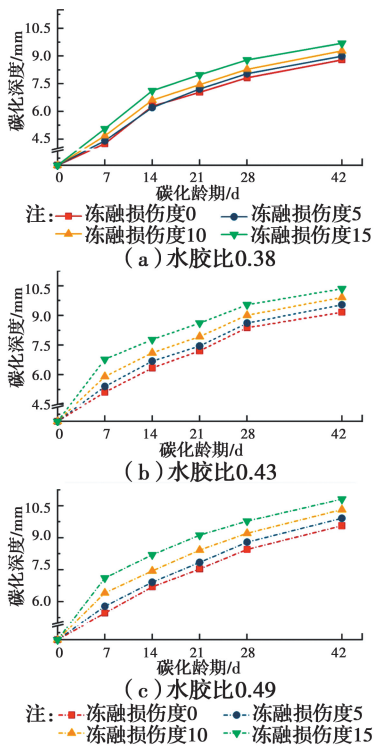 10.5
9.0
7.5
6.0
4.5
碳化深度/mm
0 7 14 21 28 42
碳化龄期/d
注: 冻融损伤度0 冻融损伤度5
冻融损伤度10 冻融损伤度15
(a)水胶比0.38
10.5
9.0
7.5
6.0
4.5
碳化深度/mm
0 7 14 21 28 42
碳化龄期/d
(b)水胶比0.43
10.5
9.0
7.5
6.0
碳化深度/mm
0 7 14 21 28 42
碳化龄期/d
(c)水胶比0.49
注: 冻融损伤度0 冻融损伤度5
冻融损伤度10 冻融损伤度15